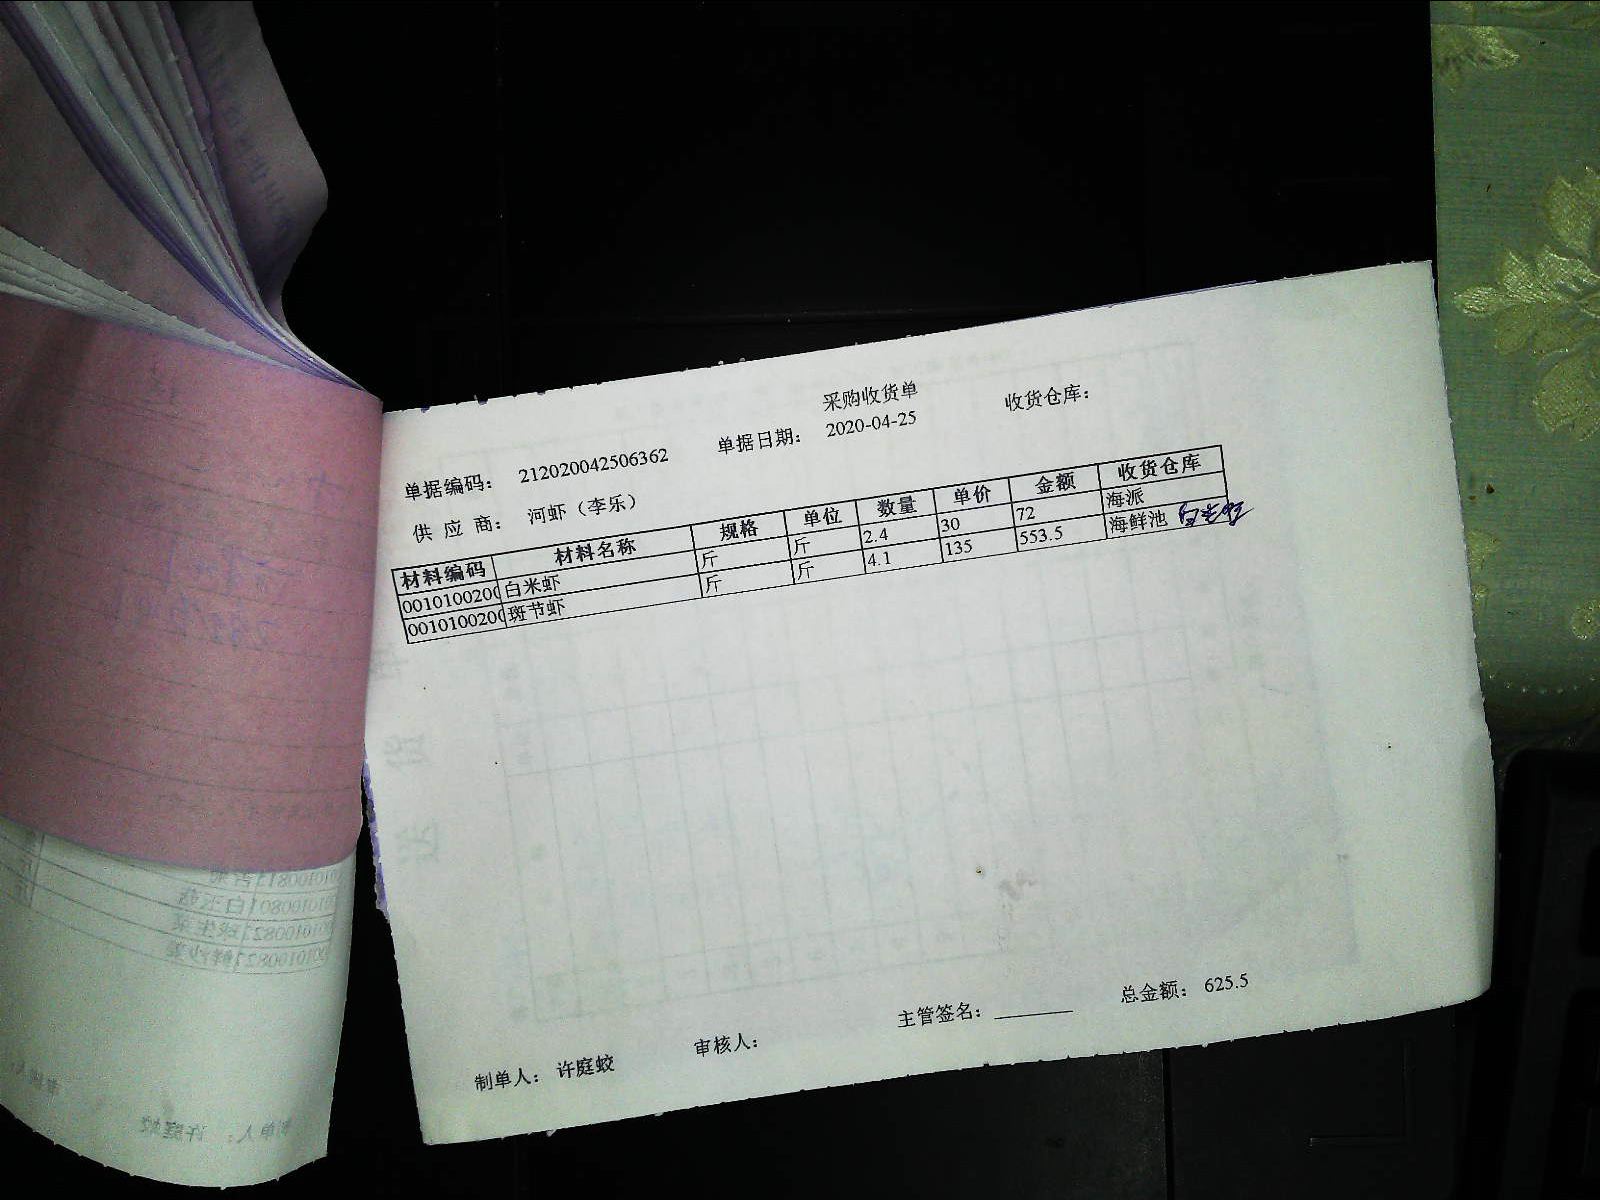 采购收货单
单据编码： 212020042506362 单据日期： 2020-04-25 收货仓库：
供 应 商： 河虾（李乐）
材料编码 材料名称 规格 单位 数量 单价 金额 收货仓库
0010100200 白米虾 斤 斤 2.4 30 72 海派
0010100200 斑节虾 斤 斤 4.1 135 553.5 海鲜池
制单人： 许庭蛟 审核人： 主管签名： 总金额： 625.5